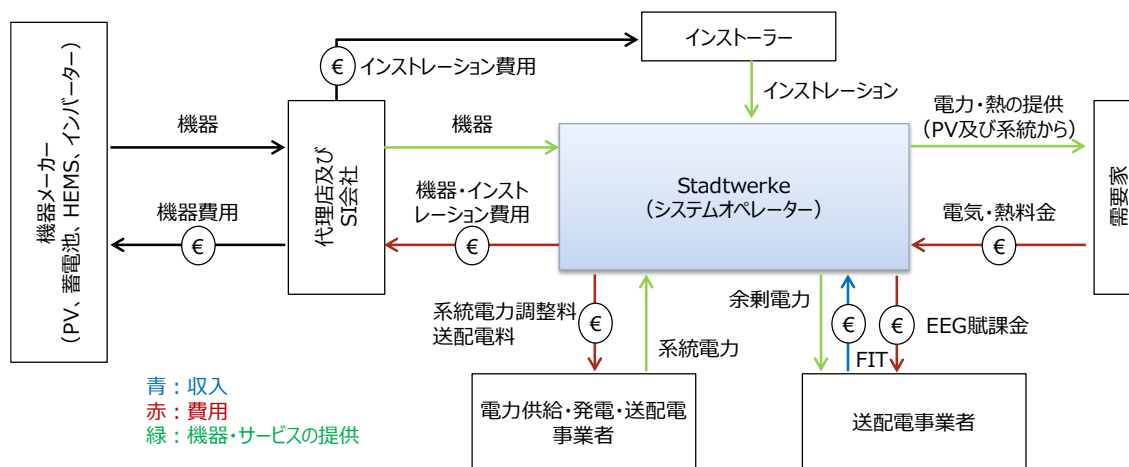 インストーラー
€
インストレーション費用
インストレーション
機器メーカー
(PV、蓄電池、HEMS、インバーター)
機器
機器費用
€
代理店及び
SI会社
機器
機器・インスト
レーション費用
€
Stadtwerke
（システムオペレーター）
電力・熱の提供
（PV及び系統から）
電気・熱料金
€
需要家
系統電力調整料
送配電料
€
系統電力
余剰電力
€
FIT
€
EEG賦課金
電力供給・発電・送配電
事業者
送配電事業者
青：収入
赤：費用
緑：機器・サービスの提供